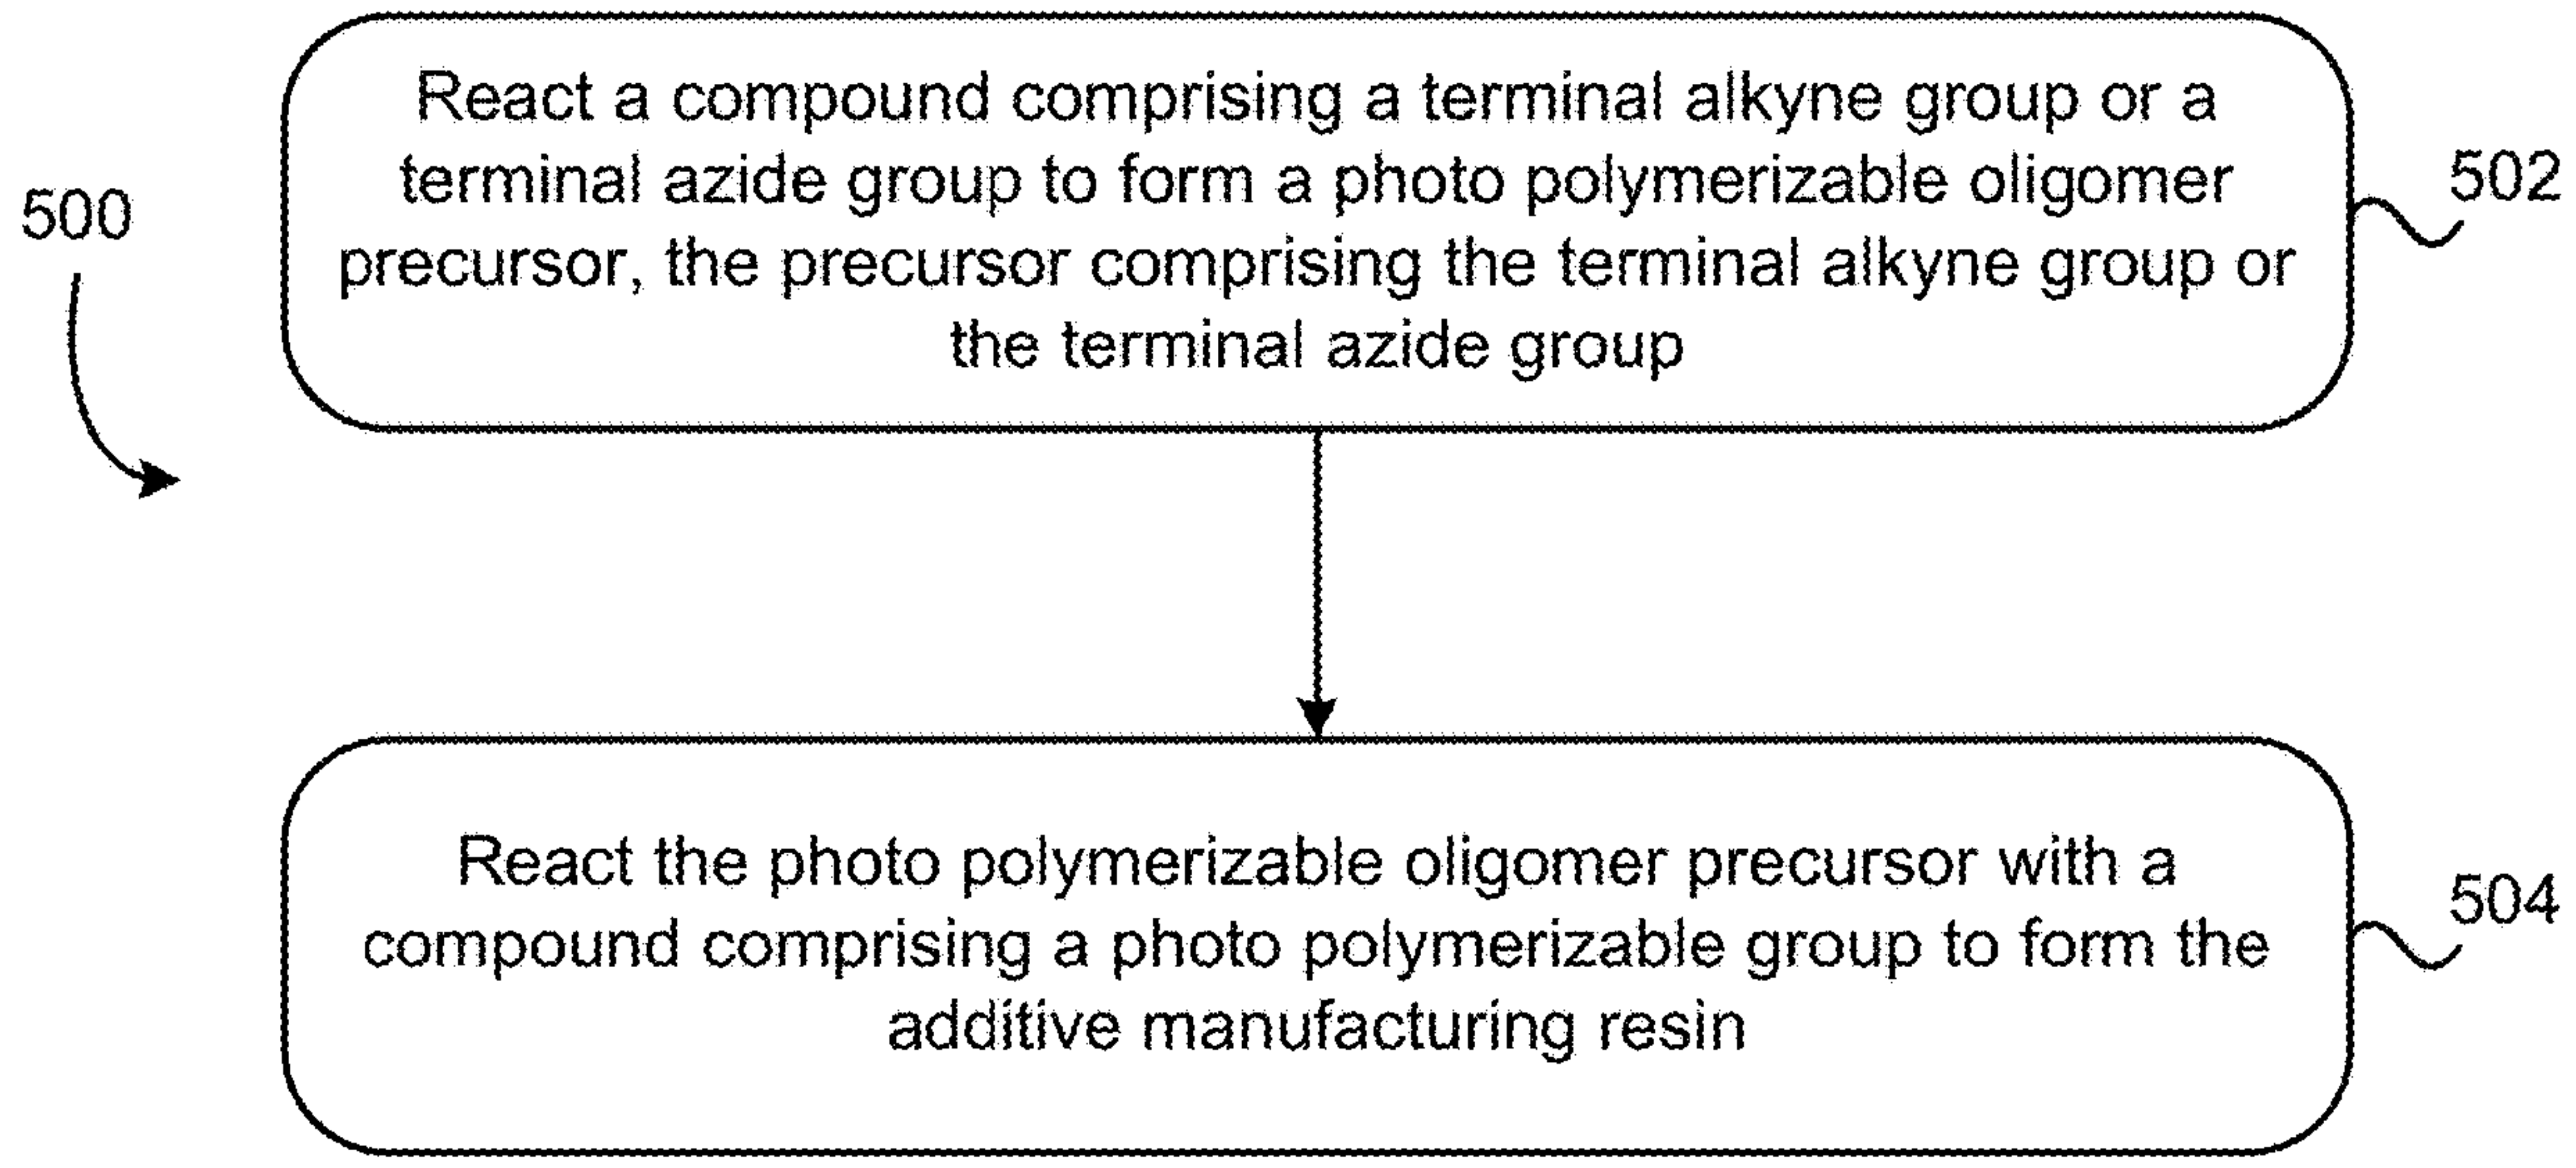 500
React a compound comprising a terminal alkyne group or a
terminal azide group to form a photo polymerizable oligomer
precursor, the precursor comprising the terminal alkyne group or
the terminal azide group
502
React the photo polymerizable oligomer precursor with a
compound comprising a photo polymerizable group to form the
additive manufacturing resin
504